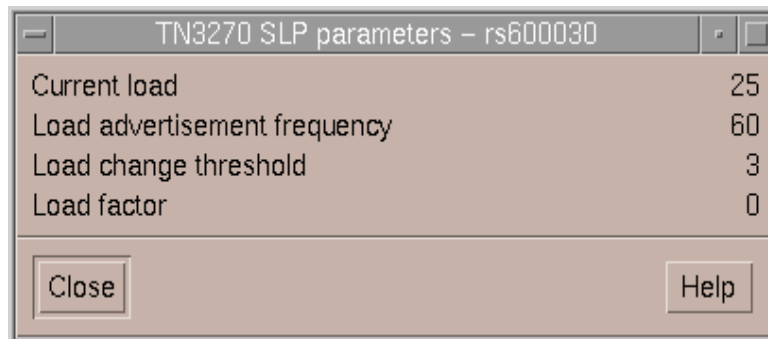 TN3270 SLP parameters – rs600030
Current load 25
Load advertisement frequency 60
Load change threshold 3
Load factor 0
Close Help